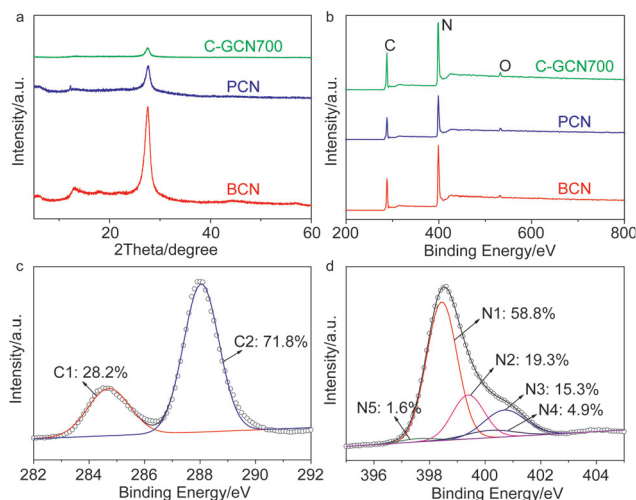 a
C-GCN700
PCN
BCN
Intensity/a.u.
20
40
60
2Theta/degree
b
C
N
O
C-GCN700
PCN
BCN
Intensity/a.u.
200
400
600
800
Binding Energy/eV
c
C1: 28.2%
C2: 71.8%
Intensity/a.u.
282
284
286
288
290
292
Binding Energy/eV
d
N1: 58.8%
N2: 19.3%
N3: 15.3%
N4: 4.9%
N5: 1.6%
Intensity/a.u.
396
398
400
402
404
Binding Energy/eV